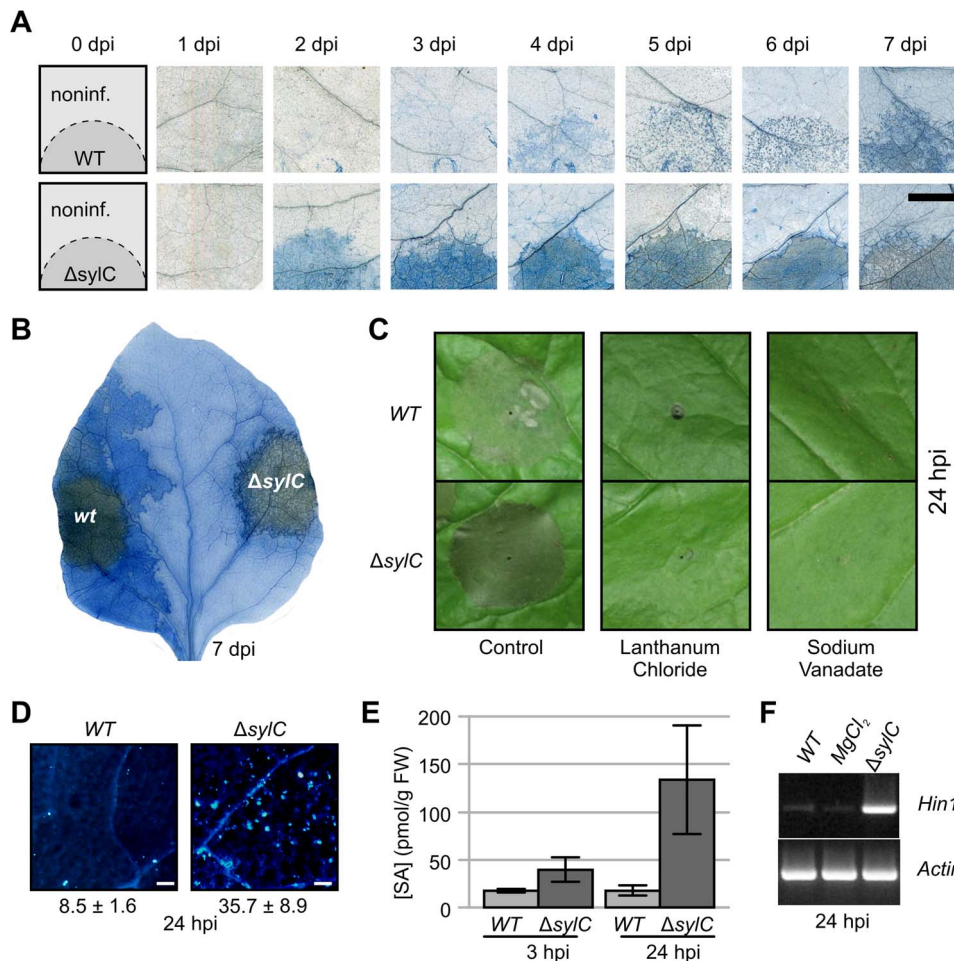 A
0 dpi 1 dpi 2 dpi 3 dpi 4 dpi 5 dpi 6 dpi 7 dpi
noninf.
WT
noninf.
ΔsylC
B
wt
ΔsylC
7 dpi
C
WT
ΔsylC
24 hpi
Control
Lanthanum
Chloride
Sodium
Vanadate
D
WT ΔsylC
8.5 ± 1.6 35.7 ± 8.9
24 hpi
E
[SA] (pmol/g FW)
200
150
100
50
0
WT ΔsylC WT ΔsylC
3 hpi 24 hpi
F
WT MgCl₂ ΔsylC
Hin1
Actin
24 hpi